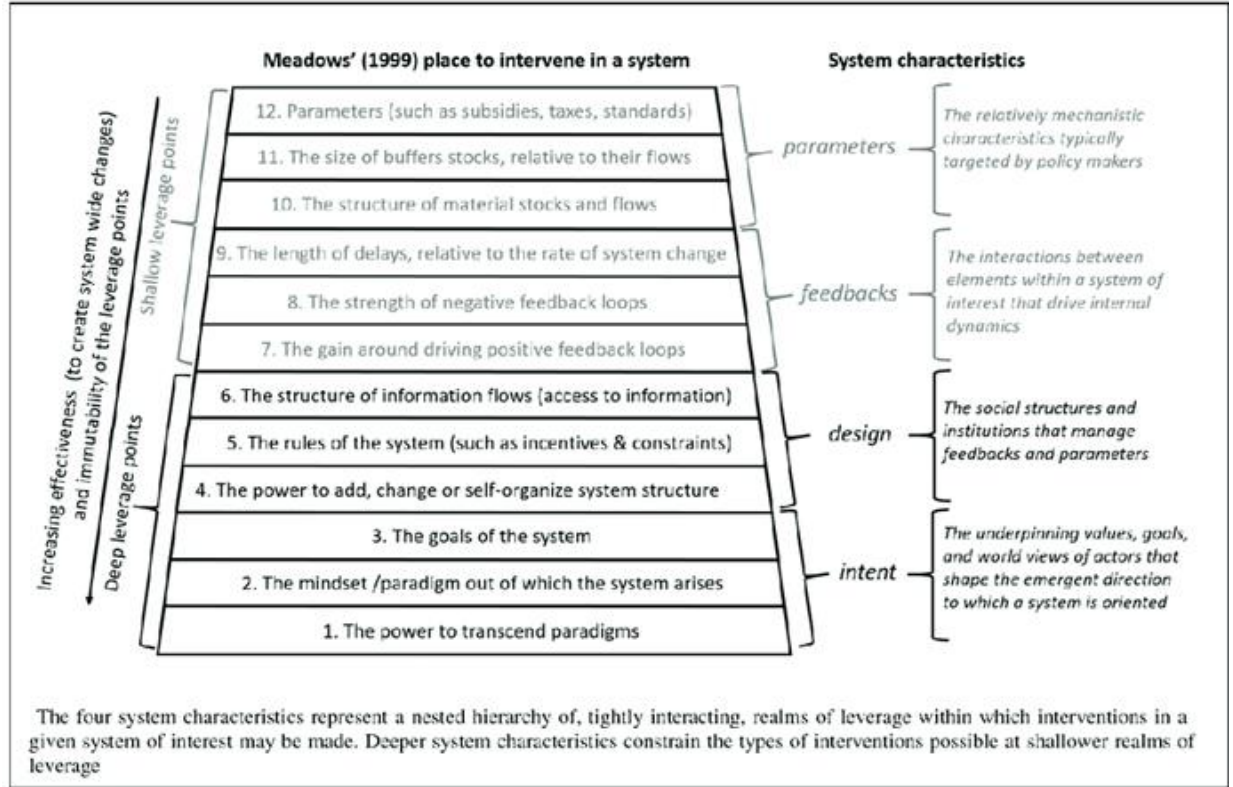 Meadows' (1999) place to intervene in a system
System characteristics
Increasing effectiveness (to create system wide changes)
and immutability of the leverage points
Shallow leverage points
Deep leverage points
12. Parameters (such as subsidies, taxes, standards)
11. The size of buffers stocks, relative to their flows
10. The structure of material stocks and flows
9. The length of delays, relative to the rate of system change
8. The strength of negative feedback loops
7. The gain around driving positive feedback loops
6. The structure of information flows (access to information)
5. The rules of the system (such as incentives & constraints)
4. The power to add, change or self-organize system structure
3. The goals of the system
2. The mindset /paradigm out of which the system arises
1. The power to transcend paradigms
parameters
The relatively mechanistic
characteristics typically
targeted by policy makers
feedbacks
The interactions between
elements within a system of
interest that drive internal
dynamics
design
The social structures and
institutions that manage
feedbacks and parameters
intent
The underpinning values, goals,
and world views of actors that
shape the emergent direction
to which a system is oriented
The four system characteristics represent a nested hierarchy of, tightly interacting, realms of leverage within which interventions in a
given system of interest may be made. Deeper system characteristics constrain the types of interventions possible at shallower realms of
leverage